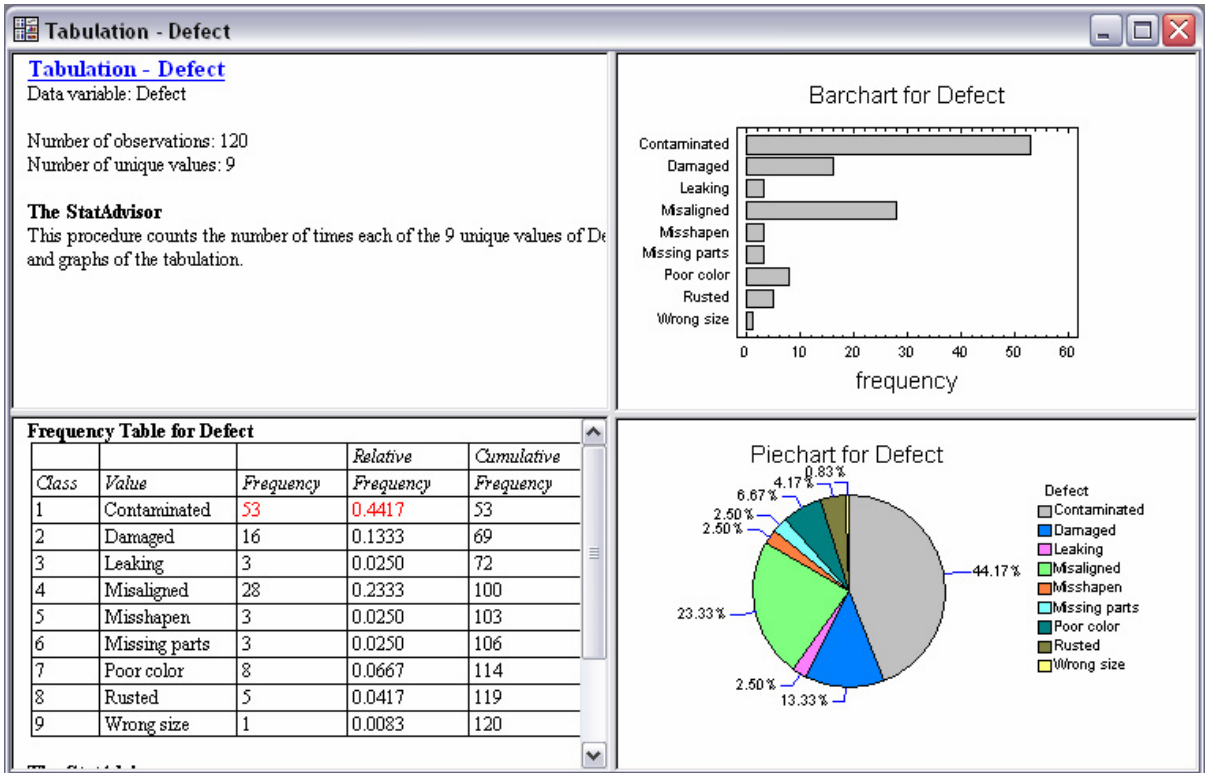 Tabulation - Defect
Tabulation - Defect
Data variable: Defect
Number of observations: 120
Number of unique values: 9
The StatAdvisor
This procedure counts the number of times each of the 9 unique values of De
and graphs of the tabulation.
Barchart for Defect
Contaminated
Damaged
Leaking
Misaligned
Misshapen
Missing parts
Poor color
Rusted
Wrong size
0 10 20 30 40 50 60
frequency
Frequency Table for Defect
Relative Cumulative
Class Value Frequency Frequency Frequency
1 Contaminated 53 0.4417 53
2 Damaged 16 0.1333 69
3 Leaking 3 0.0250 72
4 Misaligned 28 0.2333 100
5 Misshapen 3 0.0250 103
6 Missing parts 3 0.0250 106
7 Poor color 8 0.0667 114
8 Rusted 5 0.0417 119
9 Wrong size 1 0.0083 120
Piechart for Defect
0.83%
4.17%
6.67%
2.50%
2.50%
44.17%
23.33%
2.50%
13.33%
Defect
Contaminated
Damaged
Leaking
Misaligned
Misshapen
Missing parts
Poor color
Rusted
Wrong size